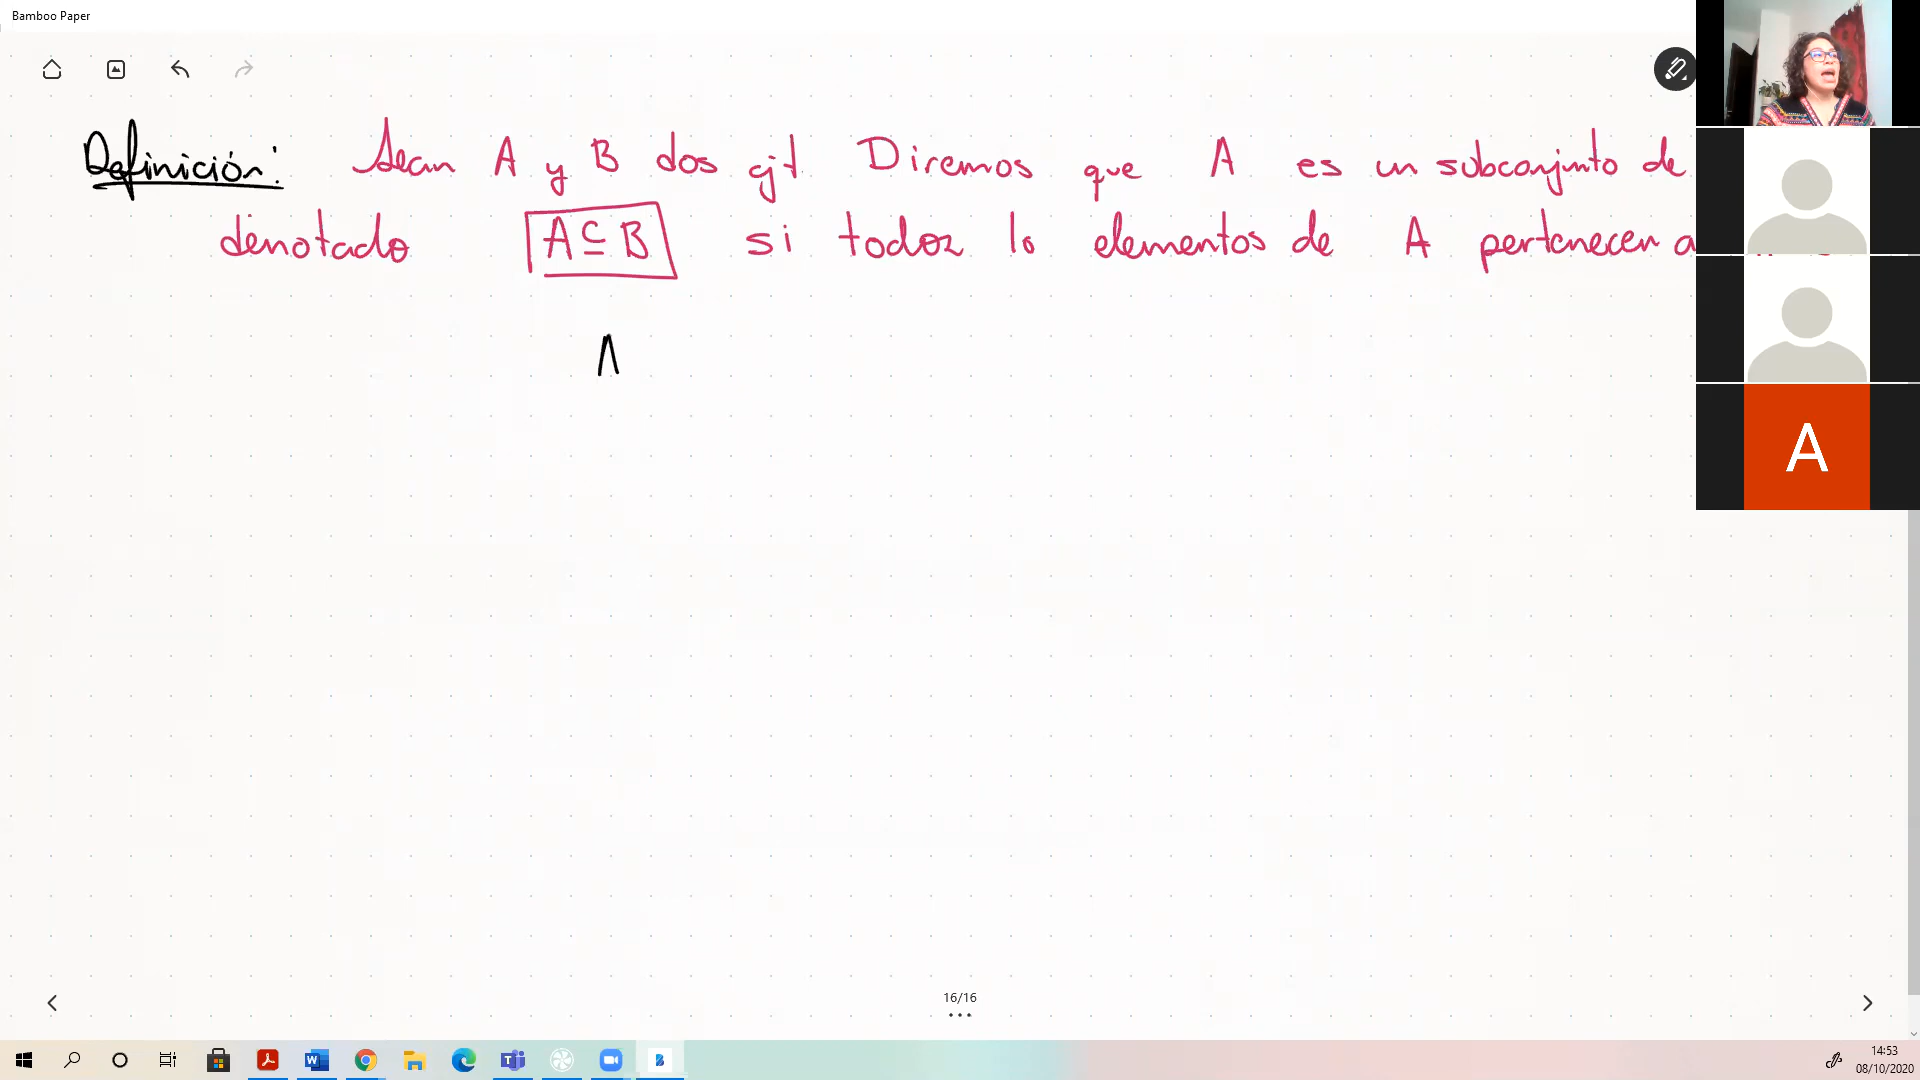 Bamboo Paper
Definición: Sean A y B dos cjt. Diremos que A es un subconjunto de
denotado A ⊆ B si todos lo elementos de A pertenecen a
A
16/16
14:53
08/10/2020